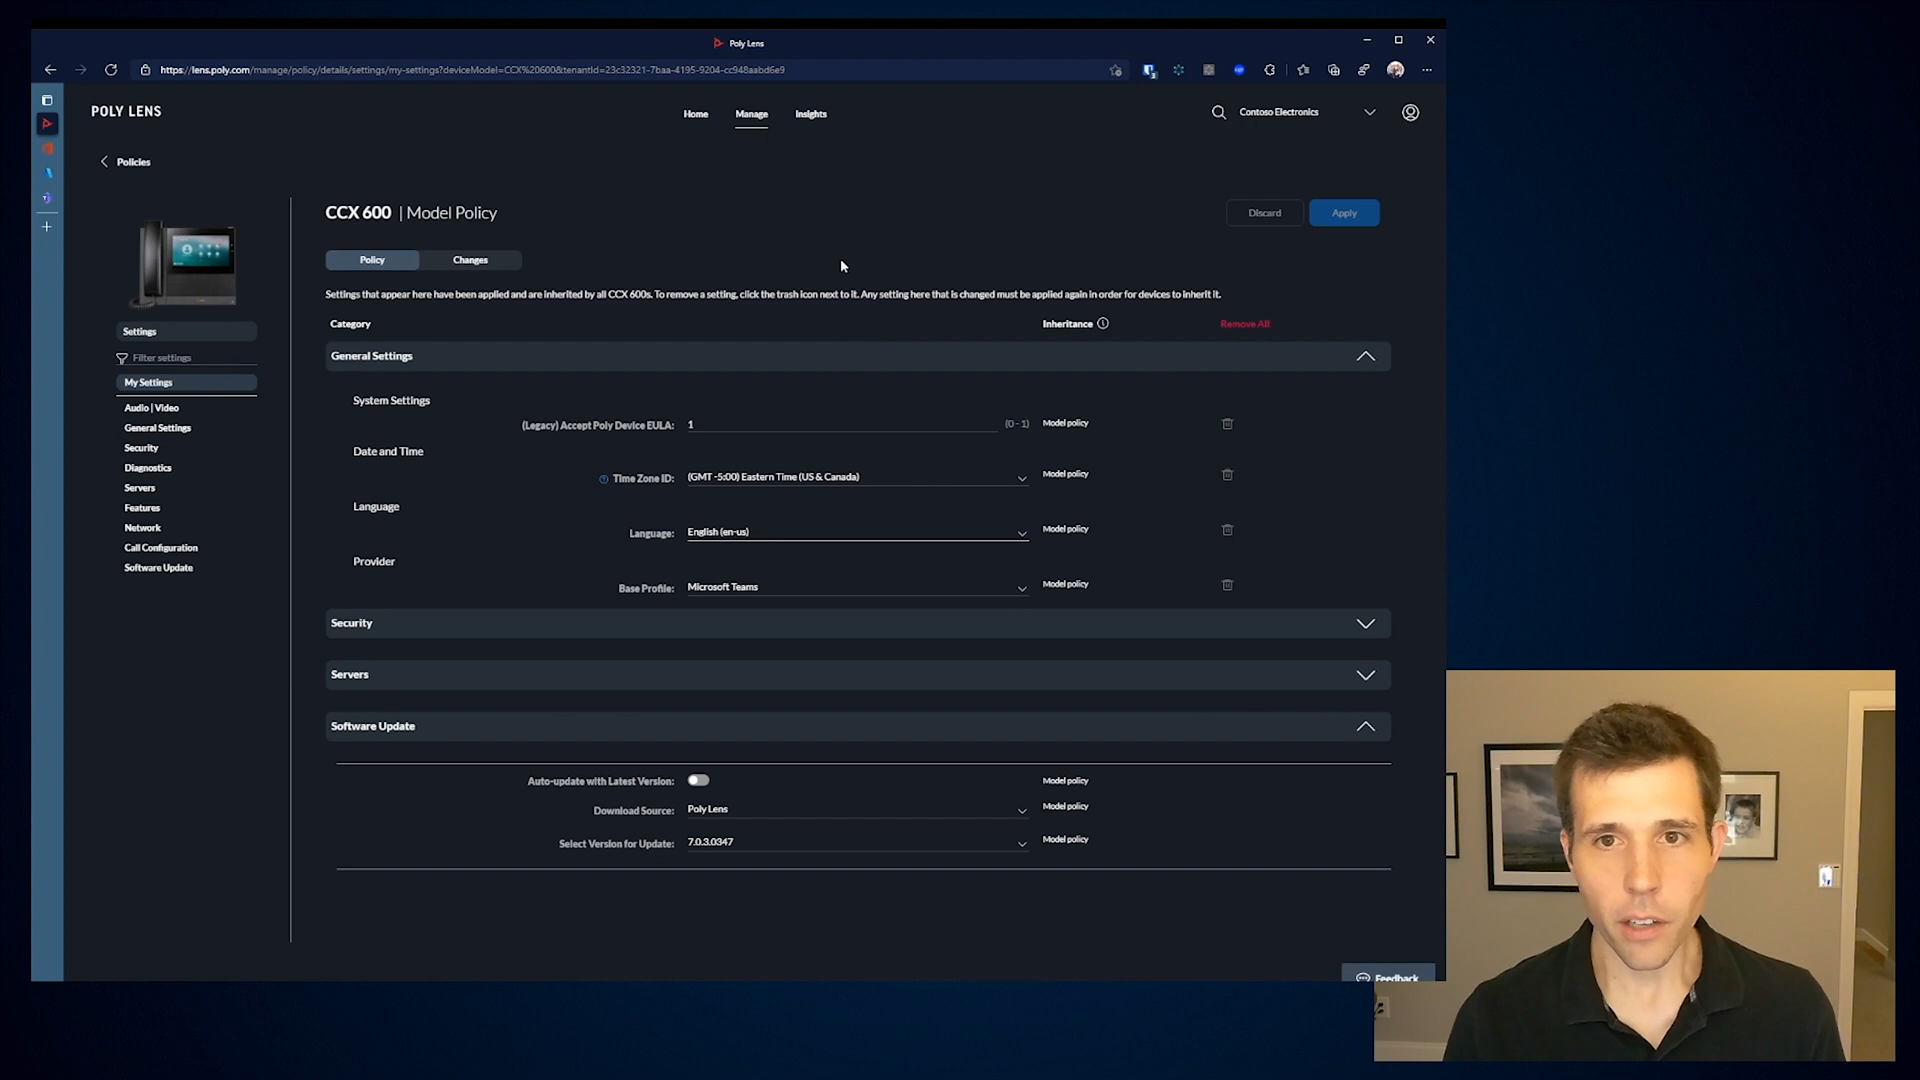 Poly Lens
https://lens.poly.com/manage/policy/details/settings/my-settings?deviceModel=CCX%20600&tenantId=23c32321-7baa-4195-9204-cc948aabd6e9
POLY LENS
Home
Manage
Insights
Contoso Electronics
Policies
CCX 600 | Model Policy
Discard
Apply
Policy
Changes
Settings that appear here have been applied and are inherited by all CCX 600s. To remove a setting, click the trash icon next to it. Any setting here that is changed must be applied again in order for devices to inherit it.
Category
Inheritance
Remove All
Settings
Filter settings
My Settings
Audio | Video
General Settings
Security
Diagnostics
Servers
Features
Network
Call Configuration
Software Update
General Settings
System Settings
(Legacy) Accept Poly Device EULA: 1 (0 - 1) Model policy
Date and Time
Time Zone ID: (GMT -5:00) Eastern Time (US & Canada) Model policy
Language
Language: English (en-us) Model policy
Provider
Base Profile: Microsoft Teams Model policy
Security
Servers
Software Update
Auto-update with Latest Version: Model policy
Download Source: Poly Lens Model policy
Select Version for Update: 7.0.3.0347 Model policy
Feedback